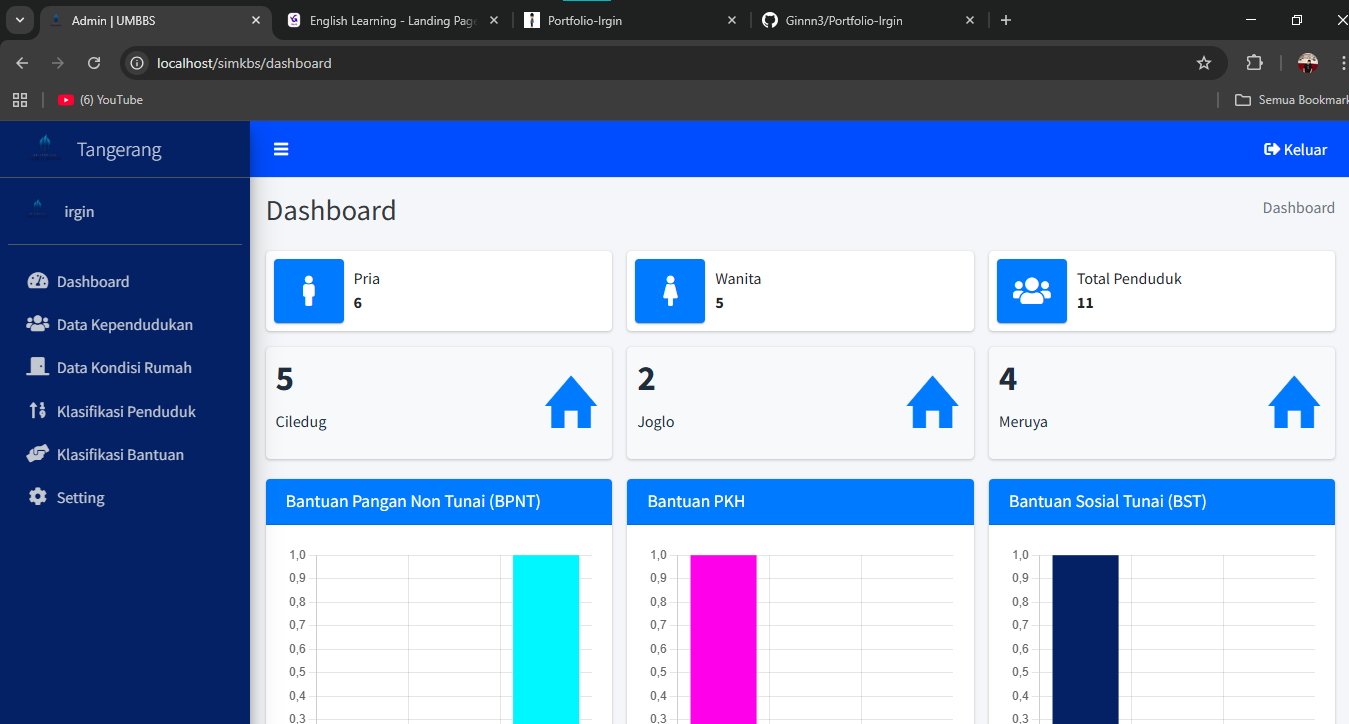 Admin | UMBBS
English Learning - Landing Page
Portfolio-Irgin
Ginnn3/Portfolio-Irgin
localhost/simkbs/dashboard
(6) YouTube
Semua Bookmark
Tangerang
Keluar
irgin
Dashboard
Data Kependudukan
Data Kondisi Rumah
Klasifikasi Penduduk
Klasifikasi Bantuan
Setting
Dashboard
Dashboard
Pria
6
Wanita
5
Total Penduduk
11
5
Ciledug
2
Joglo
4
Meruya
Bantuan Pangan Non Tunai (BPNT)
1,0
0,9
0,8
0,7
0,6
0,5
0,4
0,3
Bantuan PKH
1,0
0,9
0,8
0,7
0,6
0,5
0,4
0,3
Bantuan Sosial Tunai (BST)
1,0
0,9
0,8
0,7
0,6
0,5
0,4
0,3